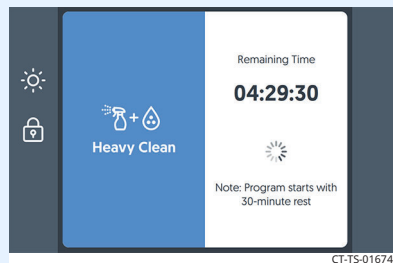 Remaining Time
04:29:30
Heavy Clean
Note: Program starts with
30-minute rest
CT-TS-01674